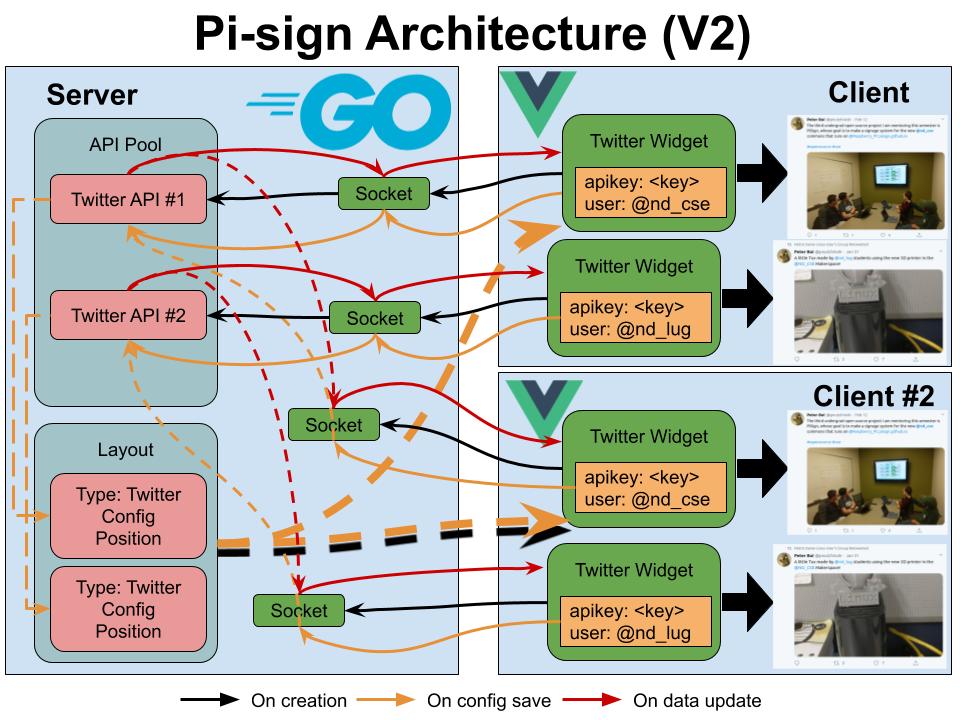 Pi-sign Architecture (V2)
Server
GO
Client
API Pool
Twitter API #1
Twitter API #2
Socket
Socket
Socket
Socket
Layout
Type: Twitter
Config
Position
Type: Twitter
Config
Position
Twitter Widget
apikey: <key>
user: @nd_cse
Twitter Widget
apikey: <key>
user: @nd_lug
Client #2
Twitter Widget
apikey: <key>
user: @nd_cse
Twitter Widget
apikey: <key>
user: @nd_lug
On creation
On config save
On data update